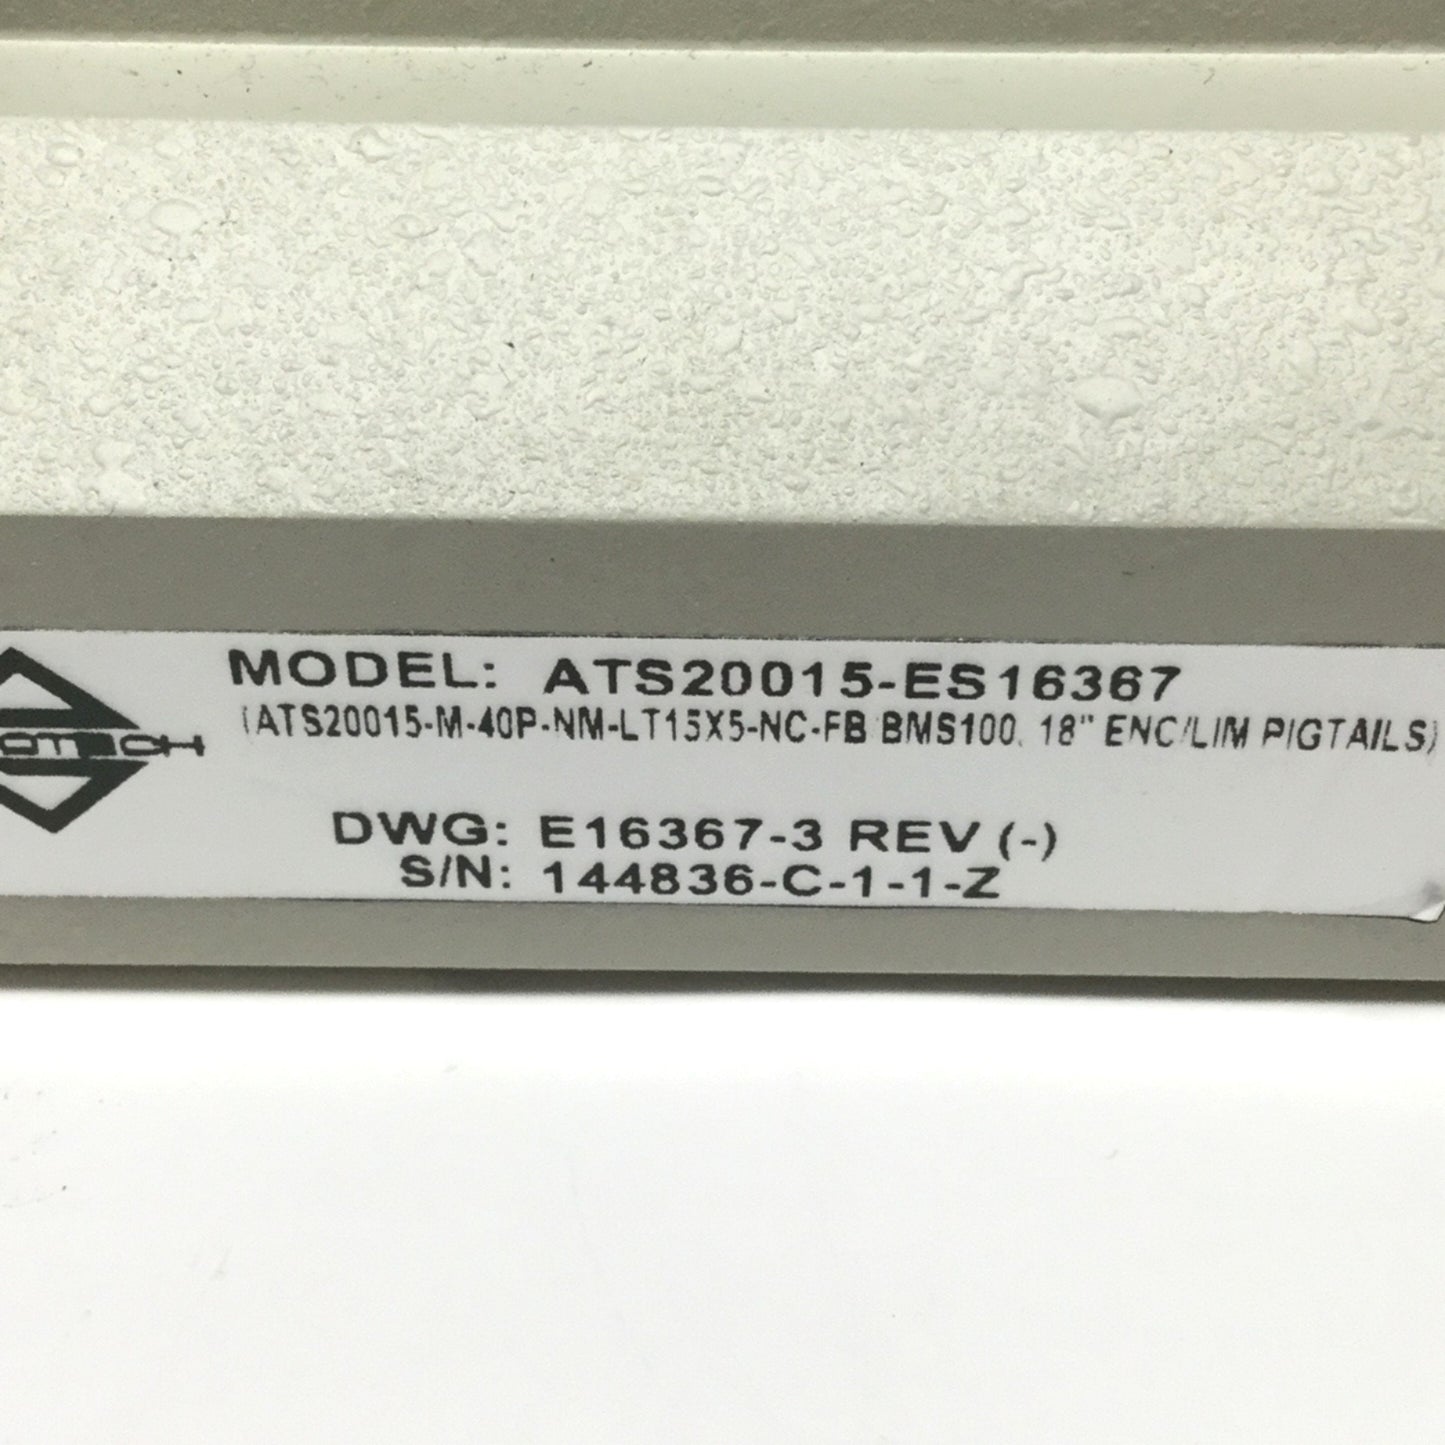 MODEL: ATS20015-ES16367
(ATS20015-M-40P-NM-LT15X5-NC-FB BMS100, 18" ENC/LIM PIGTAILS)
DWG: E16367-3 REV (-)
S/N: 144836-C-1-1-Z